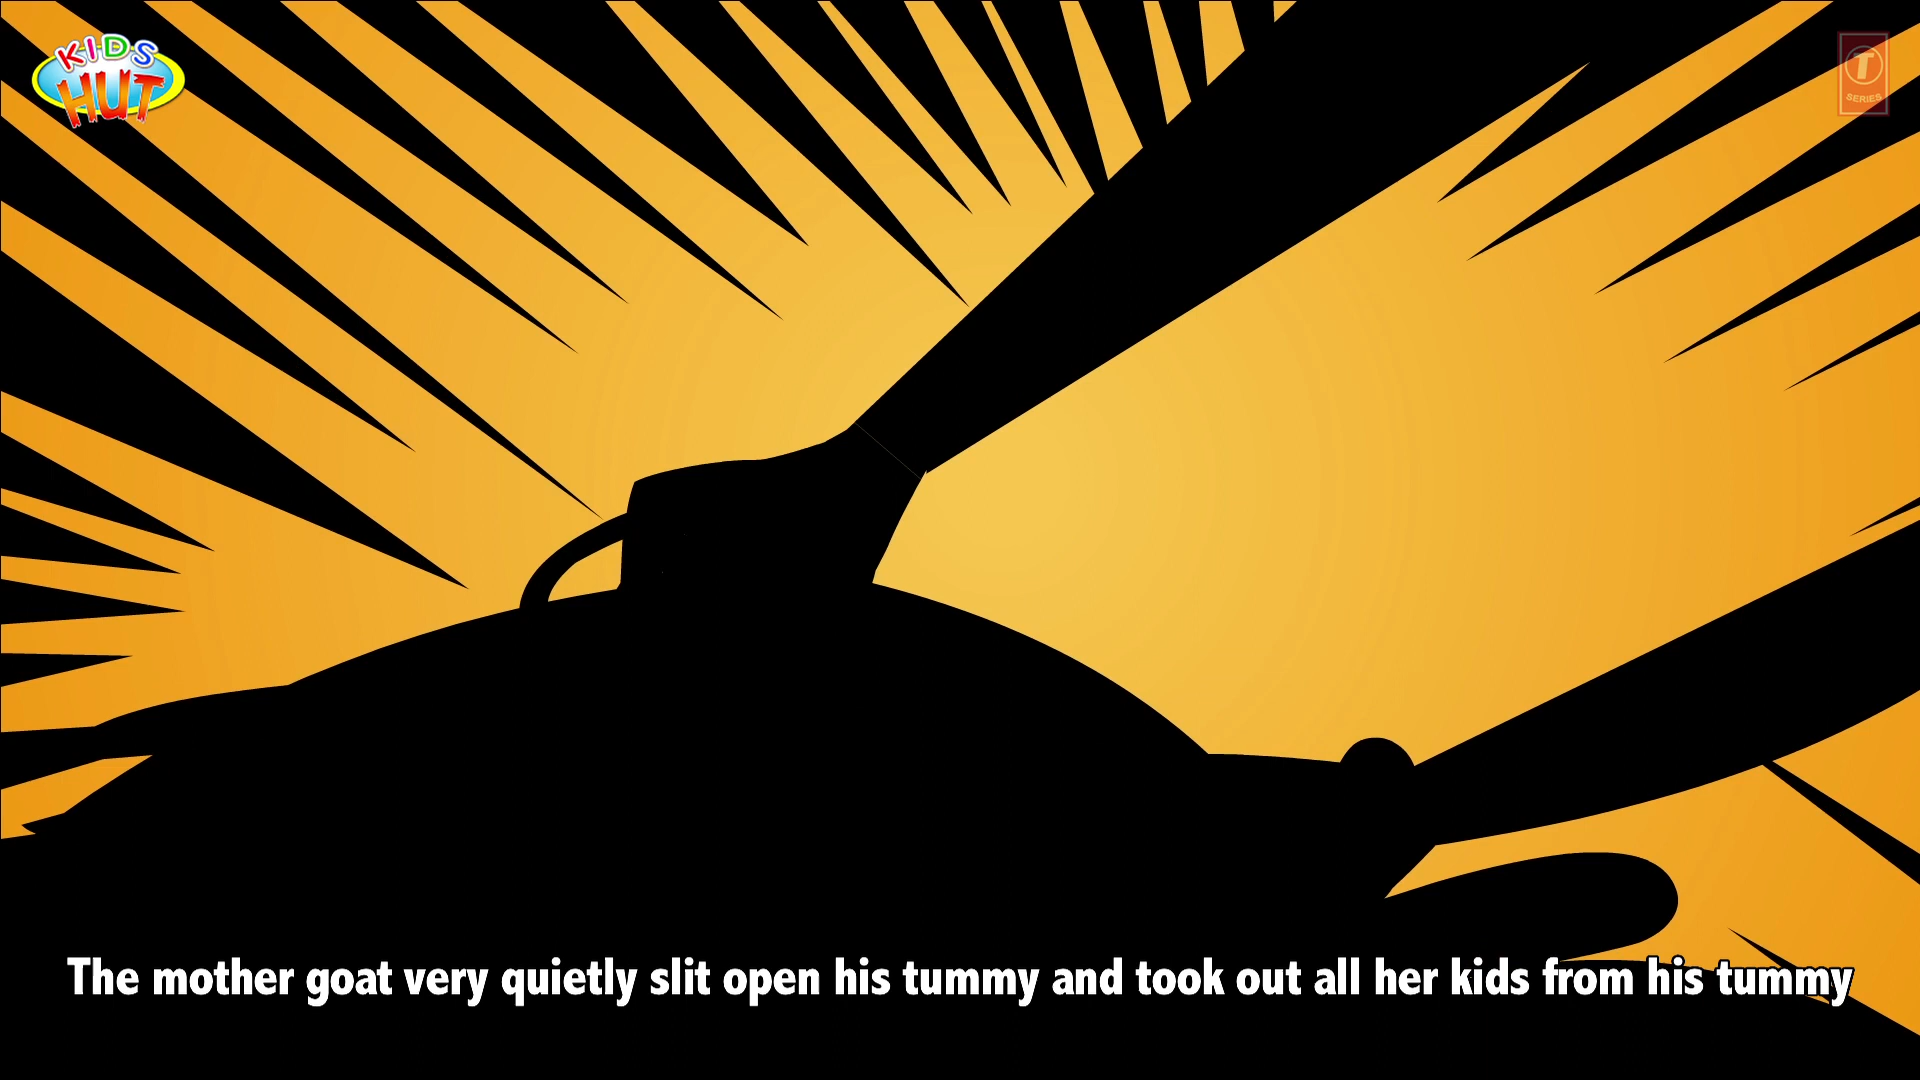 KIDS
HUT
T
SERIES
The mother goat very quietly slit open his tummy and took out all her kids from his tummy